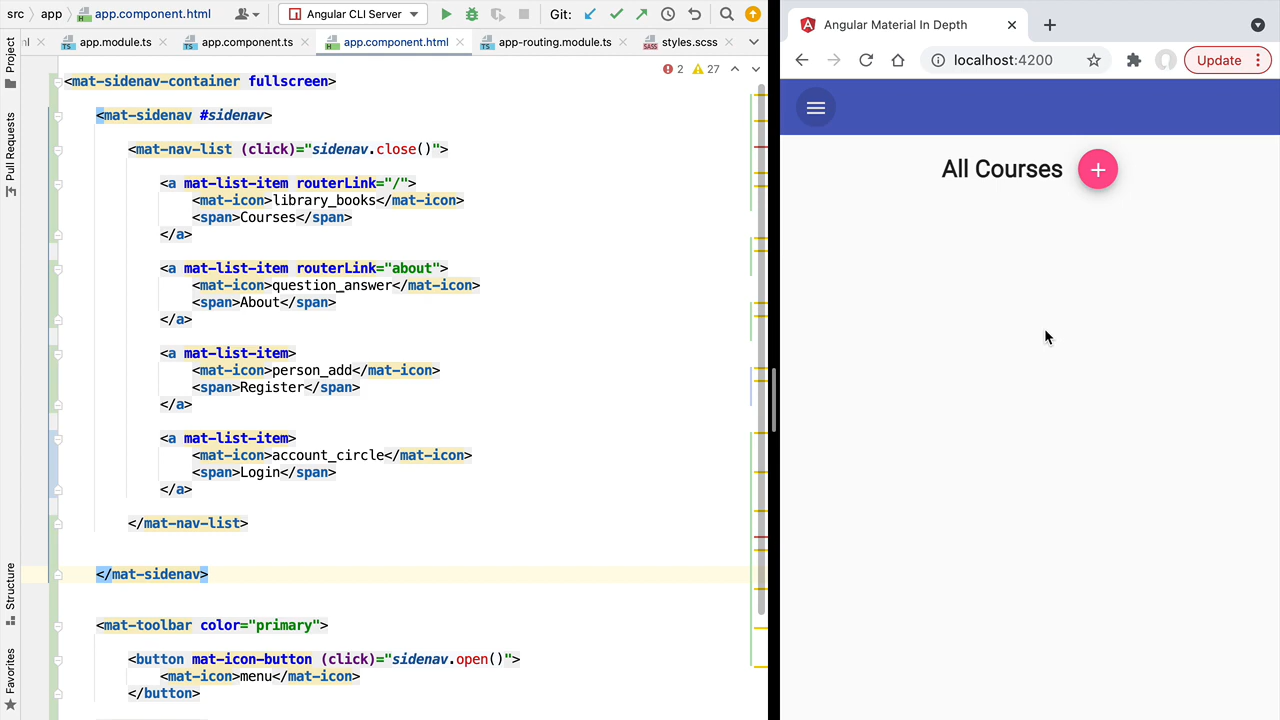 src
app
app.component.html
Angular CLI Server
Git:
app.module.ts
app.component.ts
app.component.html
app-routing.module.ts
styles.scss
Project
Pull Requests
Structure
Favorites
2
27
<mat-sidenav-container fullscreen>
<mat-sidenav #sidenav>
<mat-nav-list (click)="sidenav.close()">
<a mat-list-item routerLink="/">
<mat-icon>library_books</mat-icon>
<span>Courses</span>
</a>
<a mat-list-item routerLink="about">
<mat-icon>question_answer</mat-icon>
<span>About</span>
</a>
<a mat-list-item>
<mat-icon>person_add</mat-icon>
<span>Register</span>
</a>
<a mat-list-item>
<mat-icon>account_circle</mat-icon>
<span>Login</span>
</a>
</mat-nav-list>
</mat-sidenav>
<mat-toolbar color="primary">
<button mat-icon-button (click)="sidenav.open()">
<mat-icon>menu</mat-icon>
</button>
Angular Material In Depth
localhost:4200
Update
All Courses